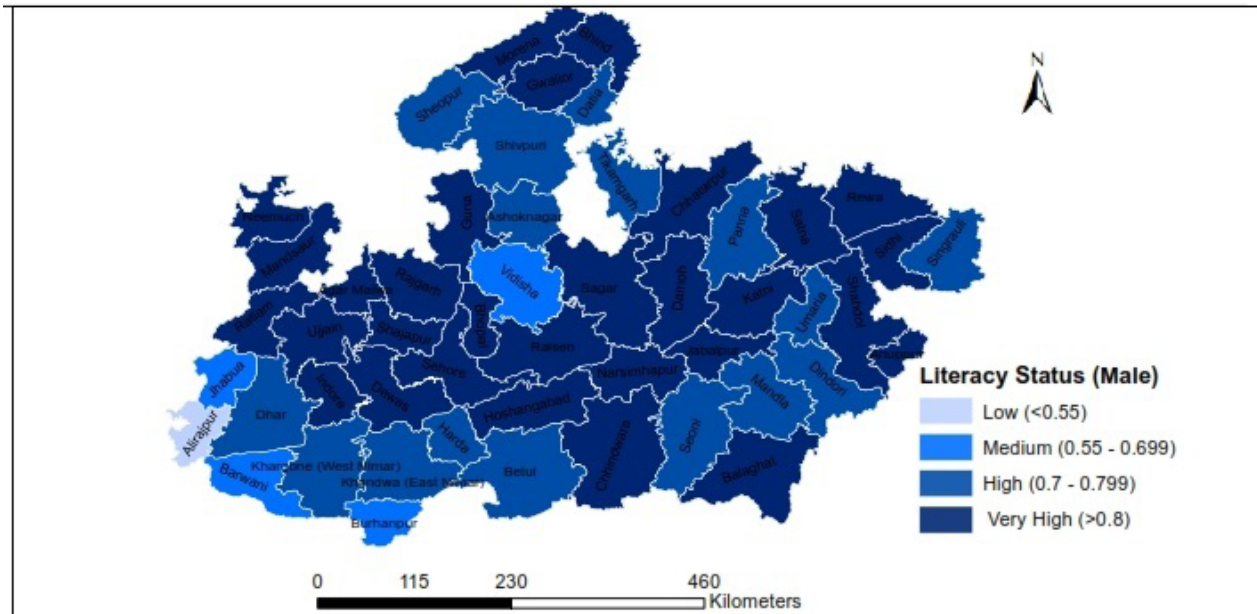 Morena
Bhind
Gwalior
N
Sheopur
Datia
Shivpuri
Tikamgarh
Chhatarpur
Guna
Ashoknagar
Panna
Satna
Rewa
Neemuch
Sidhi
Singrauli
Mandsaur
Vidisha
Sagar
Damoh
Katni
Umaria
Shahdol
Rajgarh
Ratlam
Ujjain
Shajapur
Bhopal
Raisen
Jabalpur
Jhabua
Indore
Dewas
Sehore
Narsimhapur
Dindori
Literacy Status (Male)
Alirajpur
Dhar
Hoshangabad
Mandla
Low (<0.55)
Harda
Seoni
Medium (0.55 - 0.699)
Khargone (West Nimar)
Barwani
Khandwa (East Nimar)
Betul
Chhindwara
Balaghat
High (0.7 - 0.799)
Burhanpur
Very High (>0.8)
0 115 230 460
Kilometers